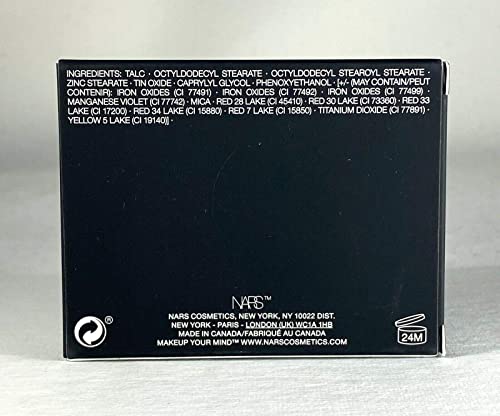 INGREDIENTS: TALC · OCTYLDODECYL STEARATE · OCTYLDODECYL STEAROYL STEARATE ·
ZINC STEARATE · TIN OXIDE · CAPRYLYL GLYCOL · PHENOXYETHANOL · [+/- (MAY CONTAIN/PEUT
CONTENIR): IRON OXIDES (CI 77491) · IRON OXIDES (CI 77492) · IRON OXIDES (CI 77499) ·
MANGANESE VIOLET (CI 77742) · MICA · RED 28 LAKE (CI 45410) · RED 30 LAKE (CI 73360) · RED 33
LAKE (CI 17200) · RED 34 LAKE (CI 15880) · RED 7 LAKE (CI 15850) · TITANIUM DIOXIDE (CI 77891) ·
YELLOW 5 LAKE (CI 19140)] ·
NARS™
NARS COSMETICS, NEW YORK, NY 10022 DIST.
NEW YORK - PARIS - LONDON (UK) WC1A 1HB
MADE IN CANADA/FABRIQUÉ AU CANADA
MAKEUP YOUR MIND™ WWW.NARSCOSMETICS.COM
®
24M